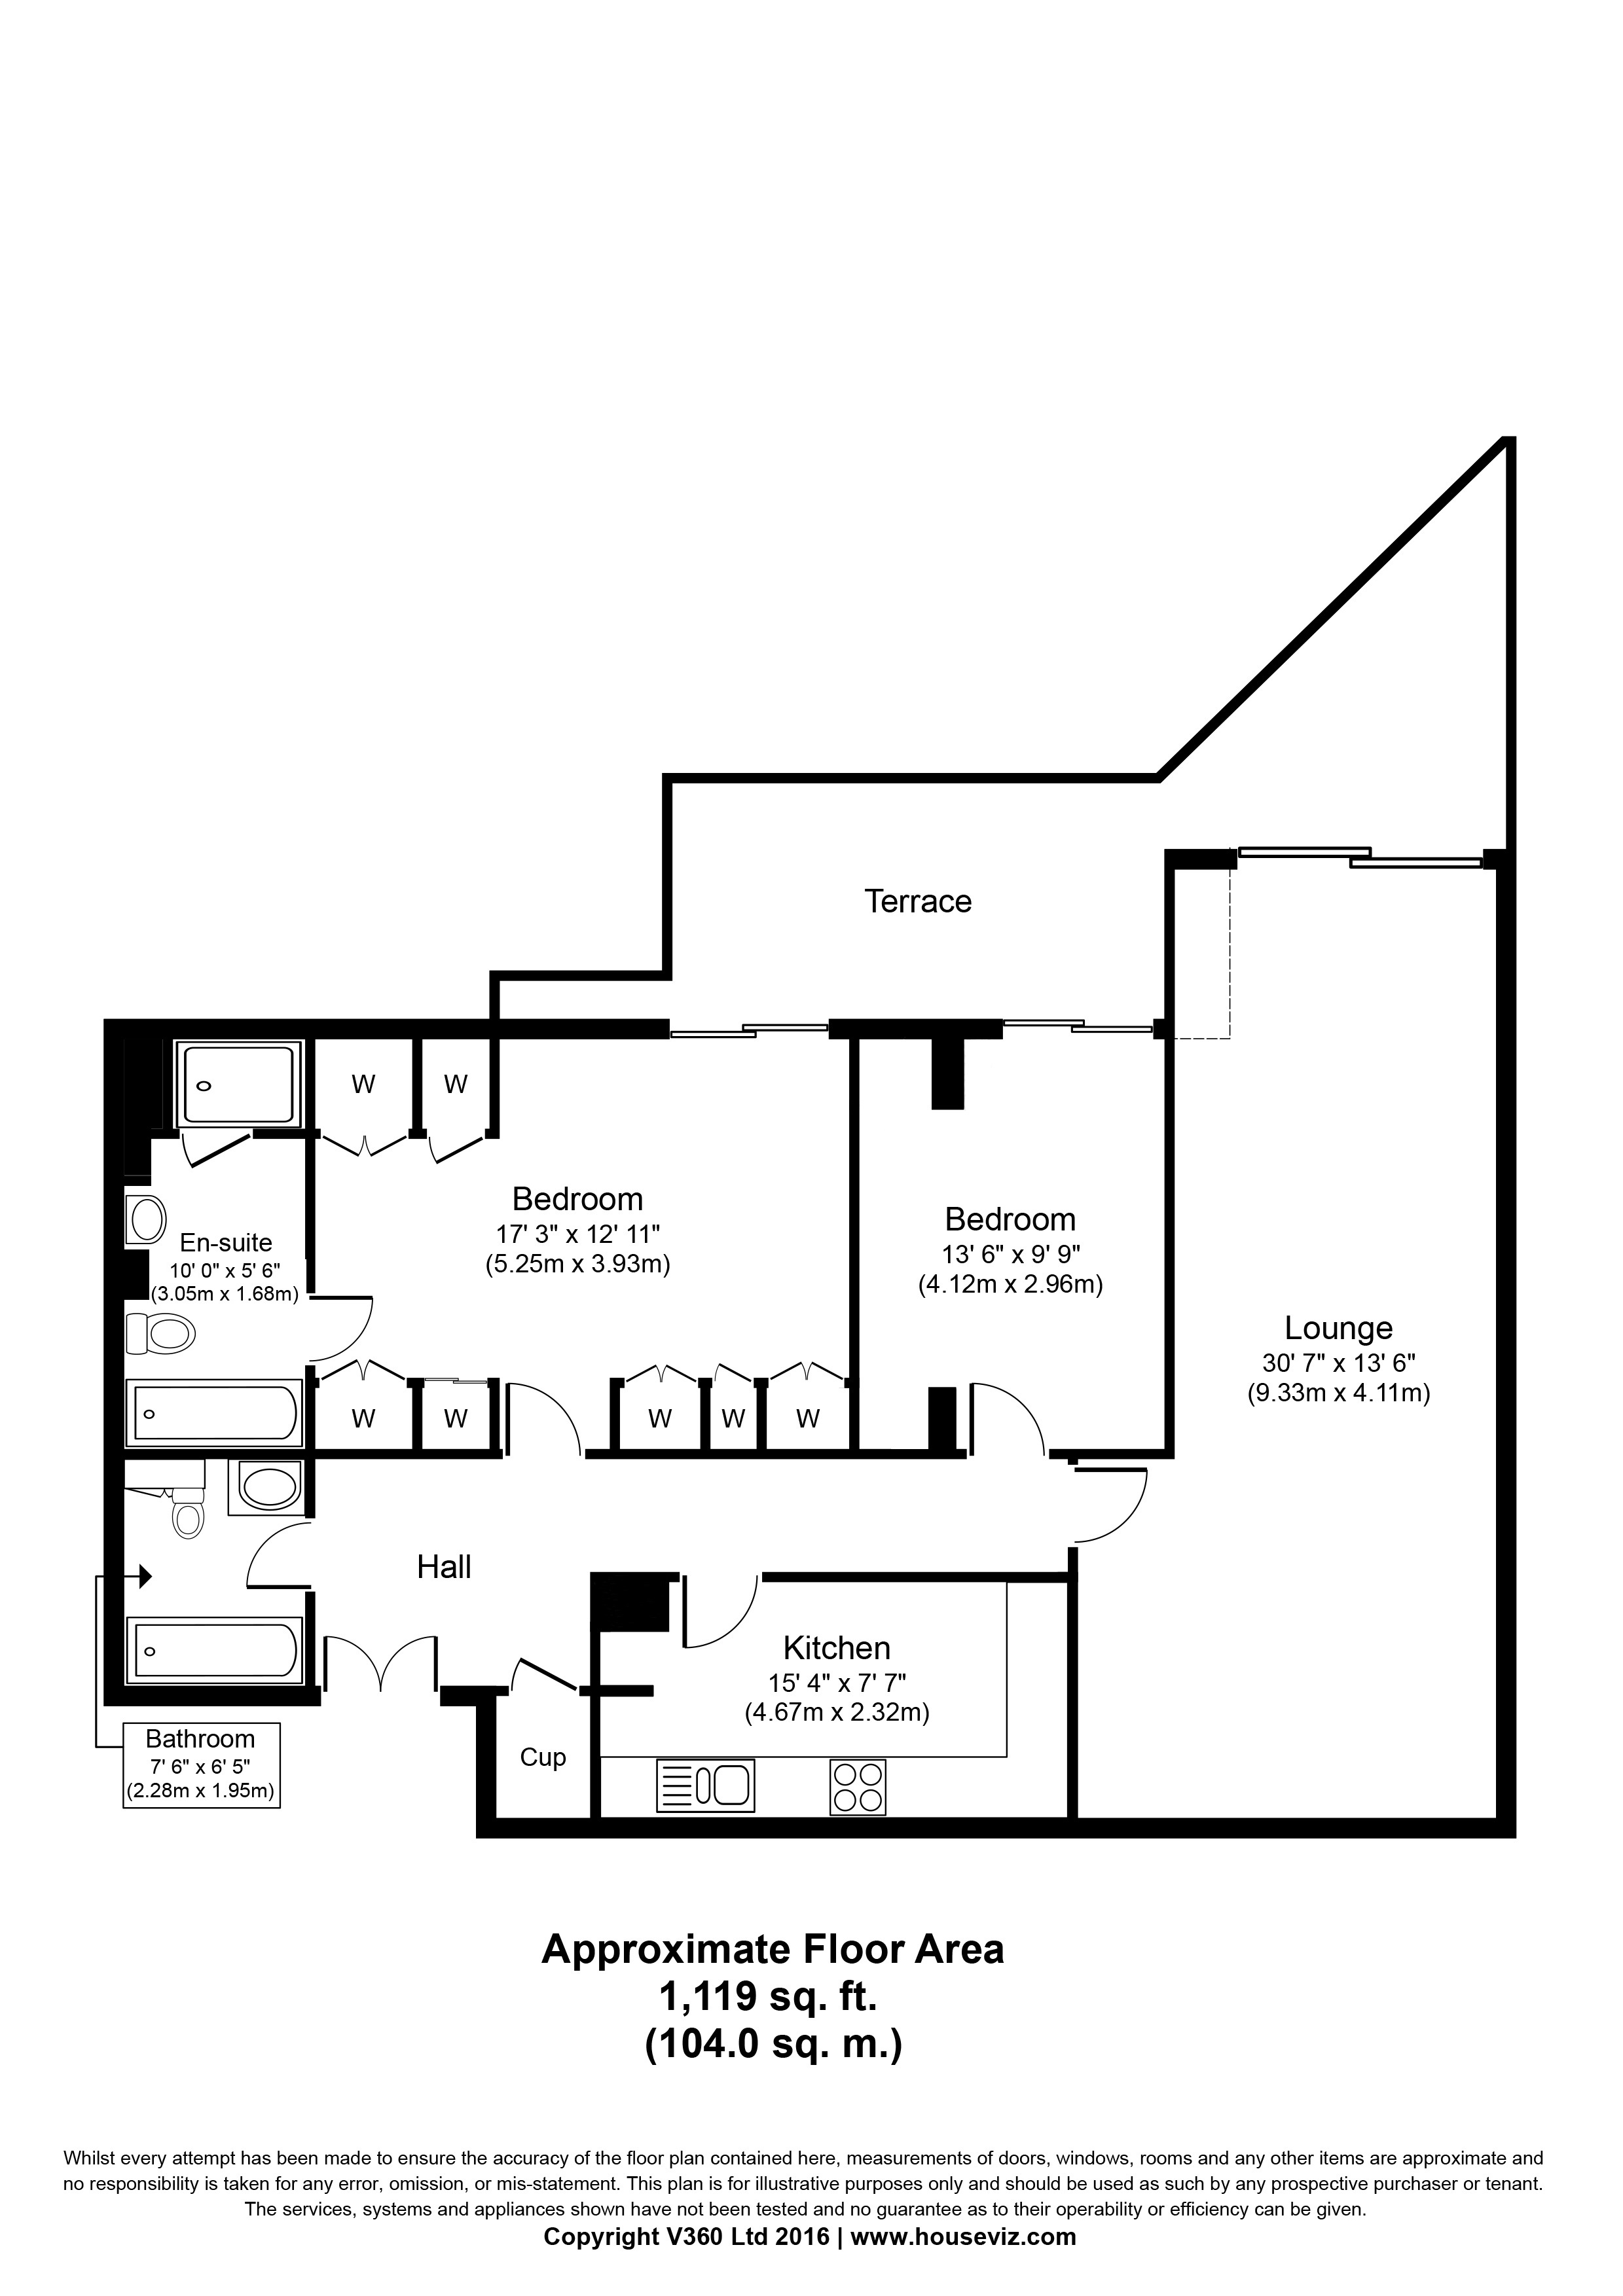 Terrace
W
W
Bedroom
17' 3" x 12' 11"
(5.25m x 3.93m)
Bedroom
13' 6" x 9' 9"
(4.12m x 2.96m)
En-suite
10' 0" x 5' 6"
(3.05m x 1.68m)
Lounge
30' 7" x 13' 6"
(9.33m x 4.11m)
W
W
W
W
W
Hall
Kitchen
15' 4" x 7' 7"
(4.67m x 2.32m)
Cup
Bathroom
7' 6" x 6' 5"
(2.28m x 1.95m)
Approximate Floor Area
1,119 sq. ft.
(104.0 sq. m.)
Whilst every attempt has been made to ensure the accuracy of the floor plan contained here, measurements of doors, windows, rooms and any other items are approximate and
no responsibility is taken for any error, omission, or mis-statement. This plan is for illustrative purposes only and should be used as such by any prospective purchaser or tenant.
The services, systems and appliances shown have not been tested and no guarantee as to their operability or efficiency can be given.
Copyright V360 Ltd 2016 | www.houseviz.com